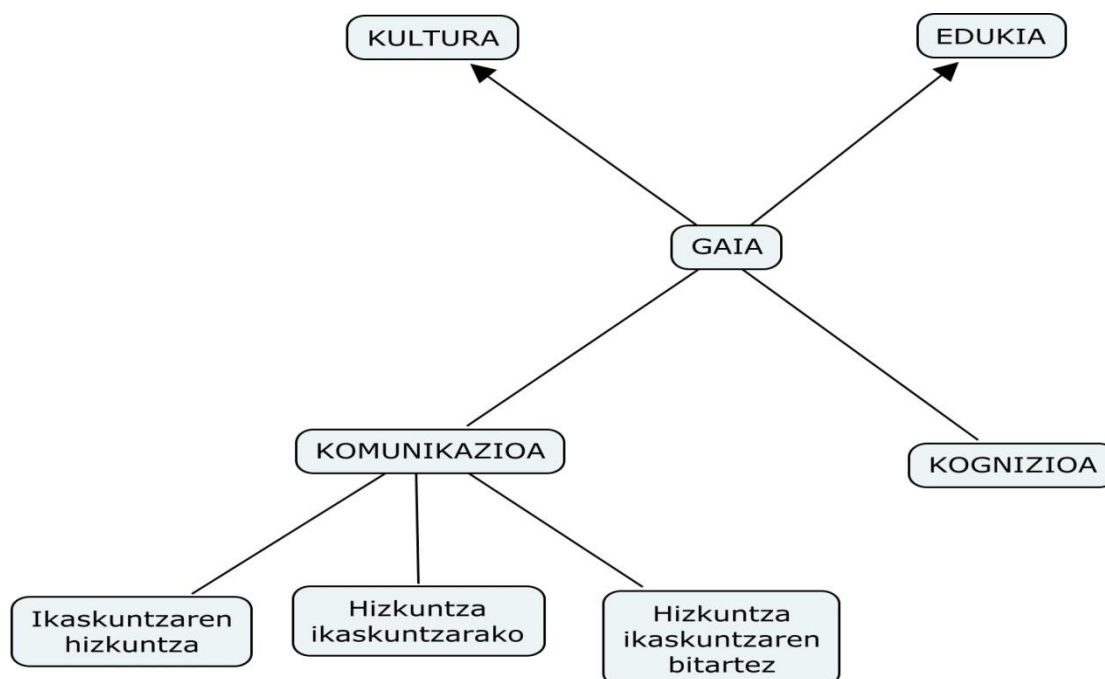 KULTURA
EDUKIA
GAIA
KOMUNIKAZIOA
KOGNIZIOA
Ikaskuntzaren
hizkuntza
Hizkuntza
ikaskuntzarako
Hizkuntza
ikaskuntzaren
bitartez